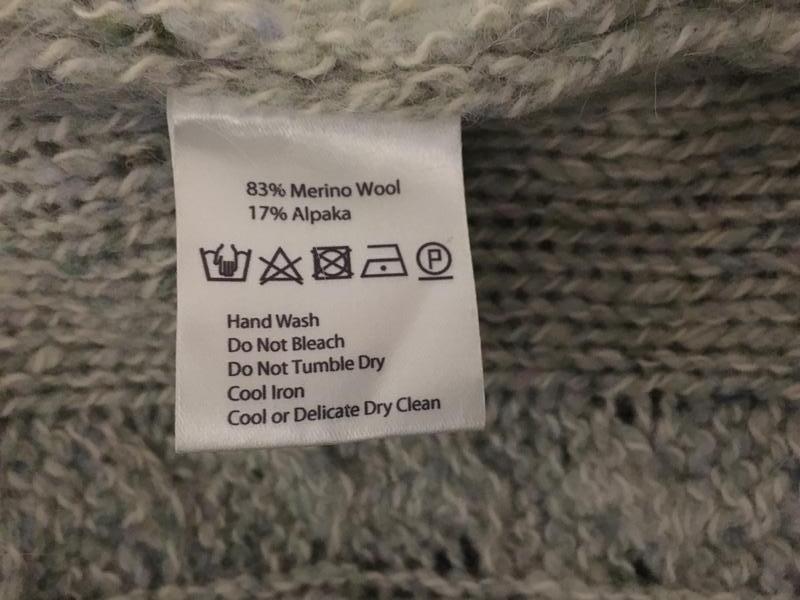 83% Merino Wool
17% Alpaka
P
Hand Wash
Do Not Bleach
Do Not Tumble Dry
Cool Iron
Cool or Delicate Dry Clean